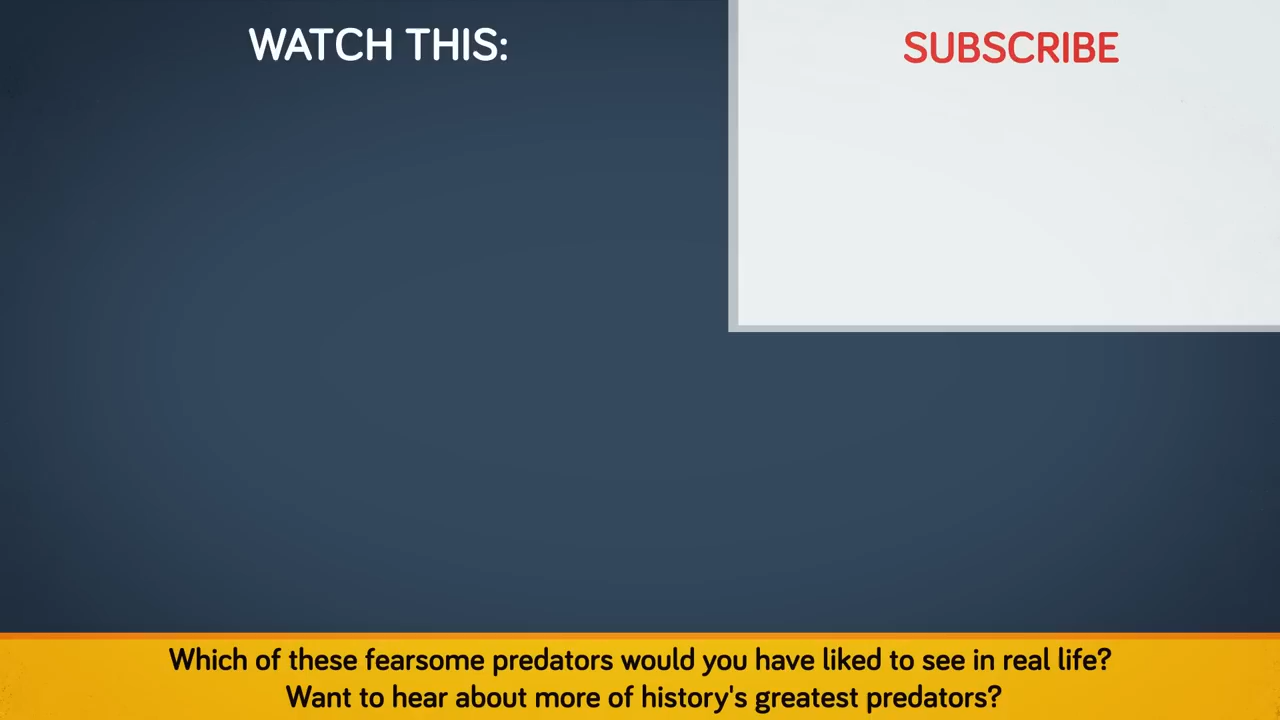 WATCH THIS:
SUBSCRIBE
Which of these fearsome predators would you have liked to see in real life?
Want to hear about more of history's greatest predators?